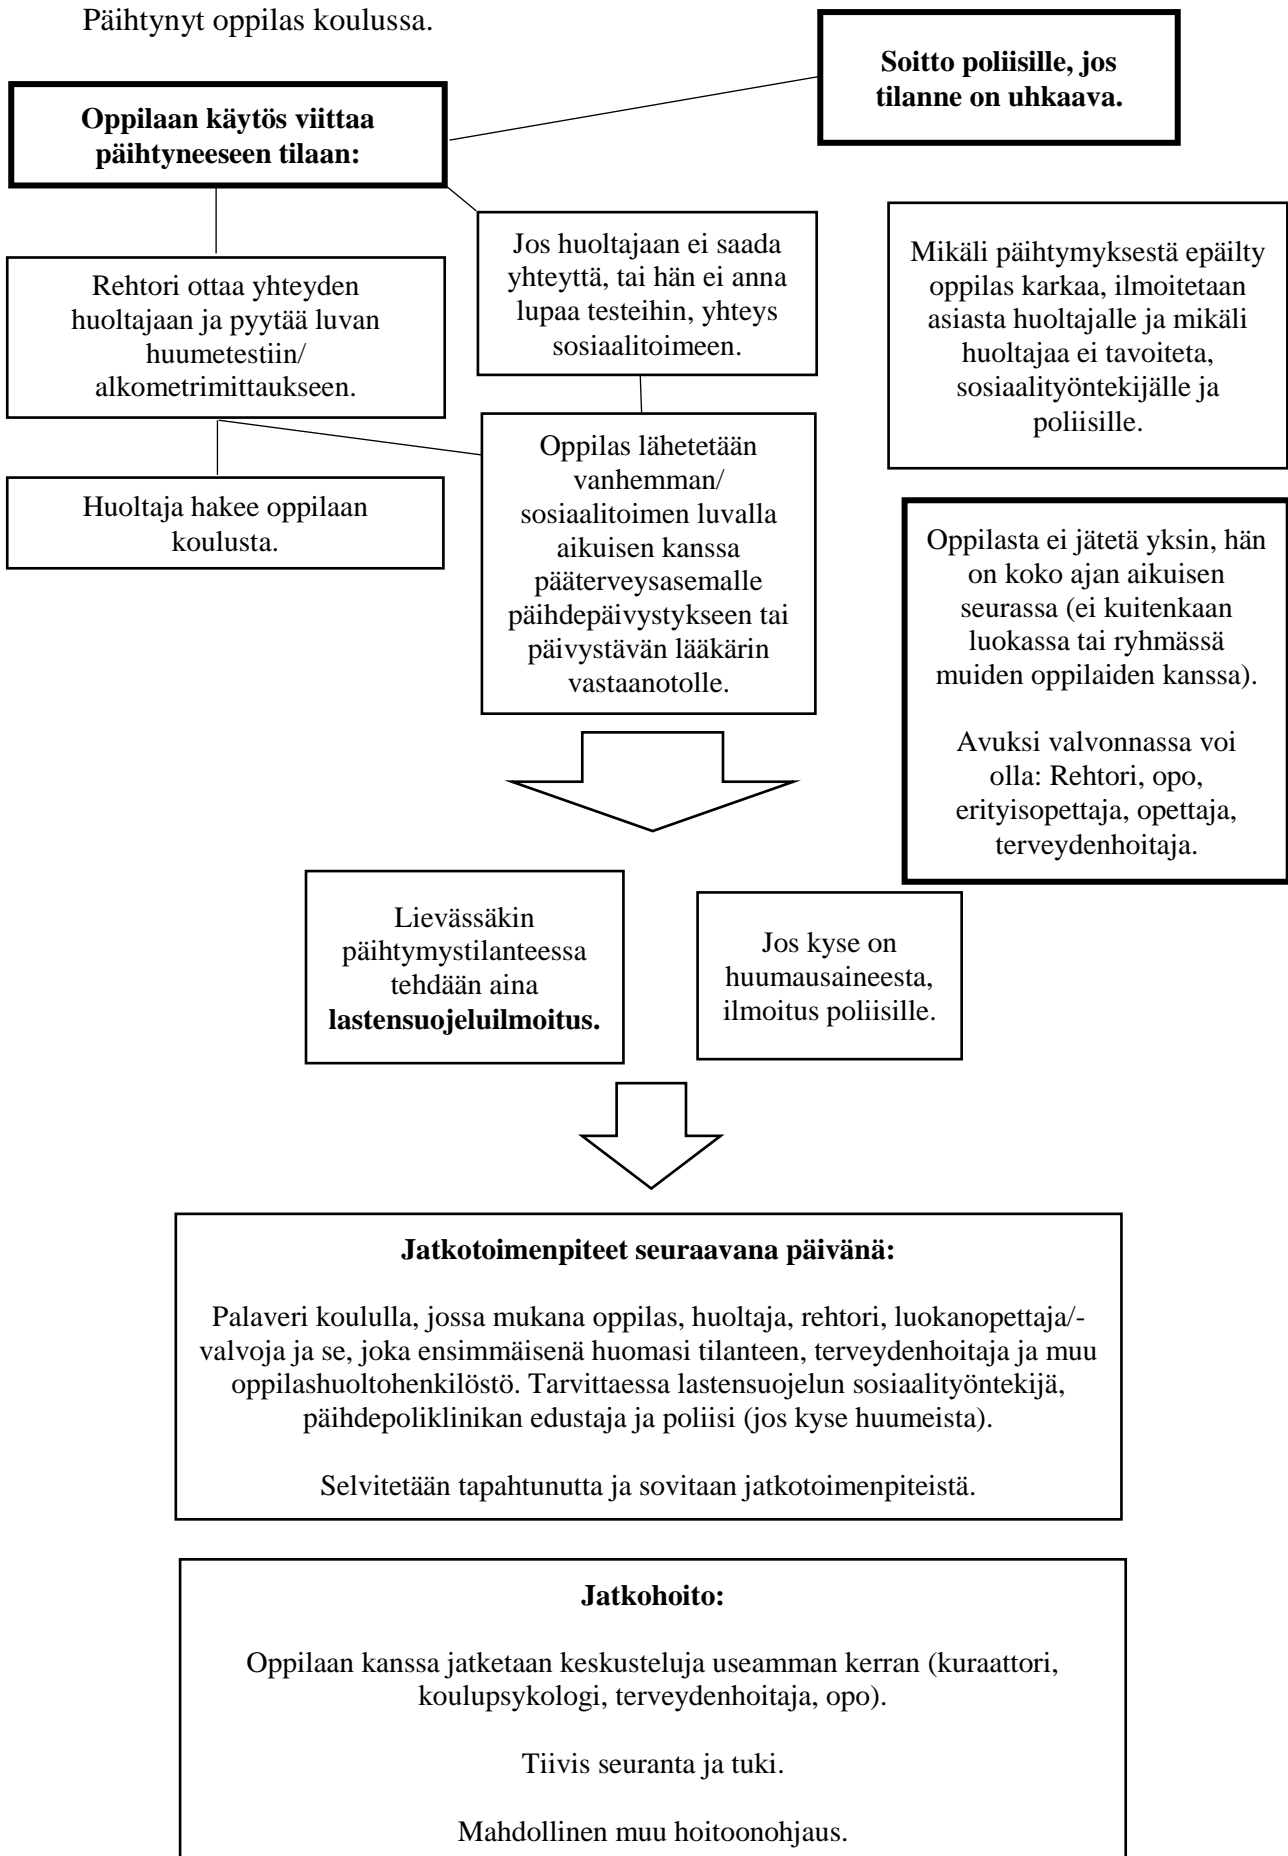 Päihtynyt oppilas koulussa.
Soitto poliisille, jos
tilanne on uhkaava.
Oppilaan käytös viittaa
päihtyneeseen tilaan:
Jos huoltajaan ei saada
yhteyttä, tai hän ei anna
lupaa testeihin, yhteys
sosiaalitoimeen.
Mikäli päihtymyksestä epäilty
oppilas karkaa, ilmoitetaan
asiasta huoltajalle ja mikäli
huoltajaa ei tavoiteta,
sosiaalityöntekijälle ja
poliisille.
Rehtori ottaa yhteyden
huoltajaan ja pyytää luvan
huumetestiin/
alkometrimittaukseen.
Oppilas lähetetään
vanhemman/
sosiaalitoimen luvalla
aikuisen kanssa
pääterveysasemalle
päihdepäivystykseen tai
päivystävän lääkärin
vastaanotolle.
Huoltaja hakee oppilaan
koulusta.
Oppilasta ei jätetä yksin, hän
on koko ajan aikuisen
seurassa (ei kuitenkaan
luokassa tai ryhmässä
muiden oppilaiden kanssa).
Avuksi valvonnassa voi
olla: Rehtori, opo,
erityisopettaja, opettaja,
terveydenhoitaja.
Lievässäkin
päihtymystilanteessa
tehdään aina
lastensuojeluilmoitus.
Jos kyse on
huumausaineesta,
ilmoitus poliisille.
Jatkotoimenpiteet seuraavana päivänä:
Palaveri koululla, jossa mukana oppilas, huoltaja, rehtori, luokanopettaja/-
valvoja ja se, joka ensimmäisenä huomasi tilanteen, terveydenhoitaja ja muu
oppilashuoltohenkilöstö. Tarvittaessa lastensuojelun sosiaalityöntekijä,
päihdepoliklinikan edustaja ja poliisi (jos kyse huumeista).
Selvitetään tapahtunutta ja sovitaan jatkotoimenpiteistä.
Jatkohoito:
Oppilaan kanssa jatketaan keskusteluja useamman kerran (kuraattori,
koulupsykologi, terveydenhoitaja, opo).
Tiivis seuranta ja tuki.
Mahdollinen muu hoitoonohjaus.